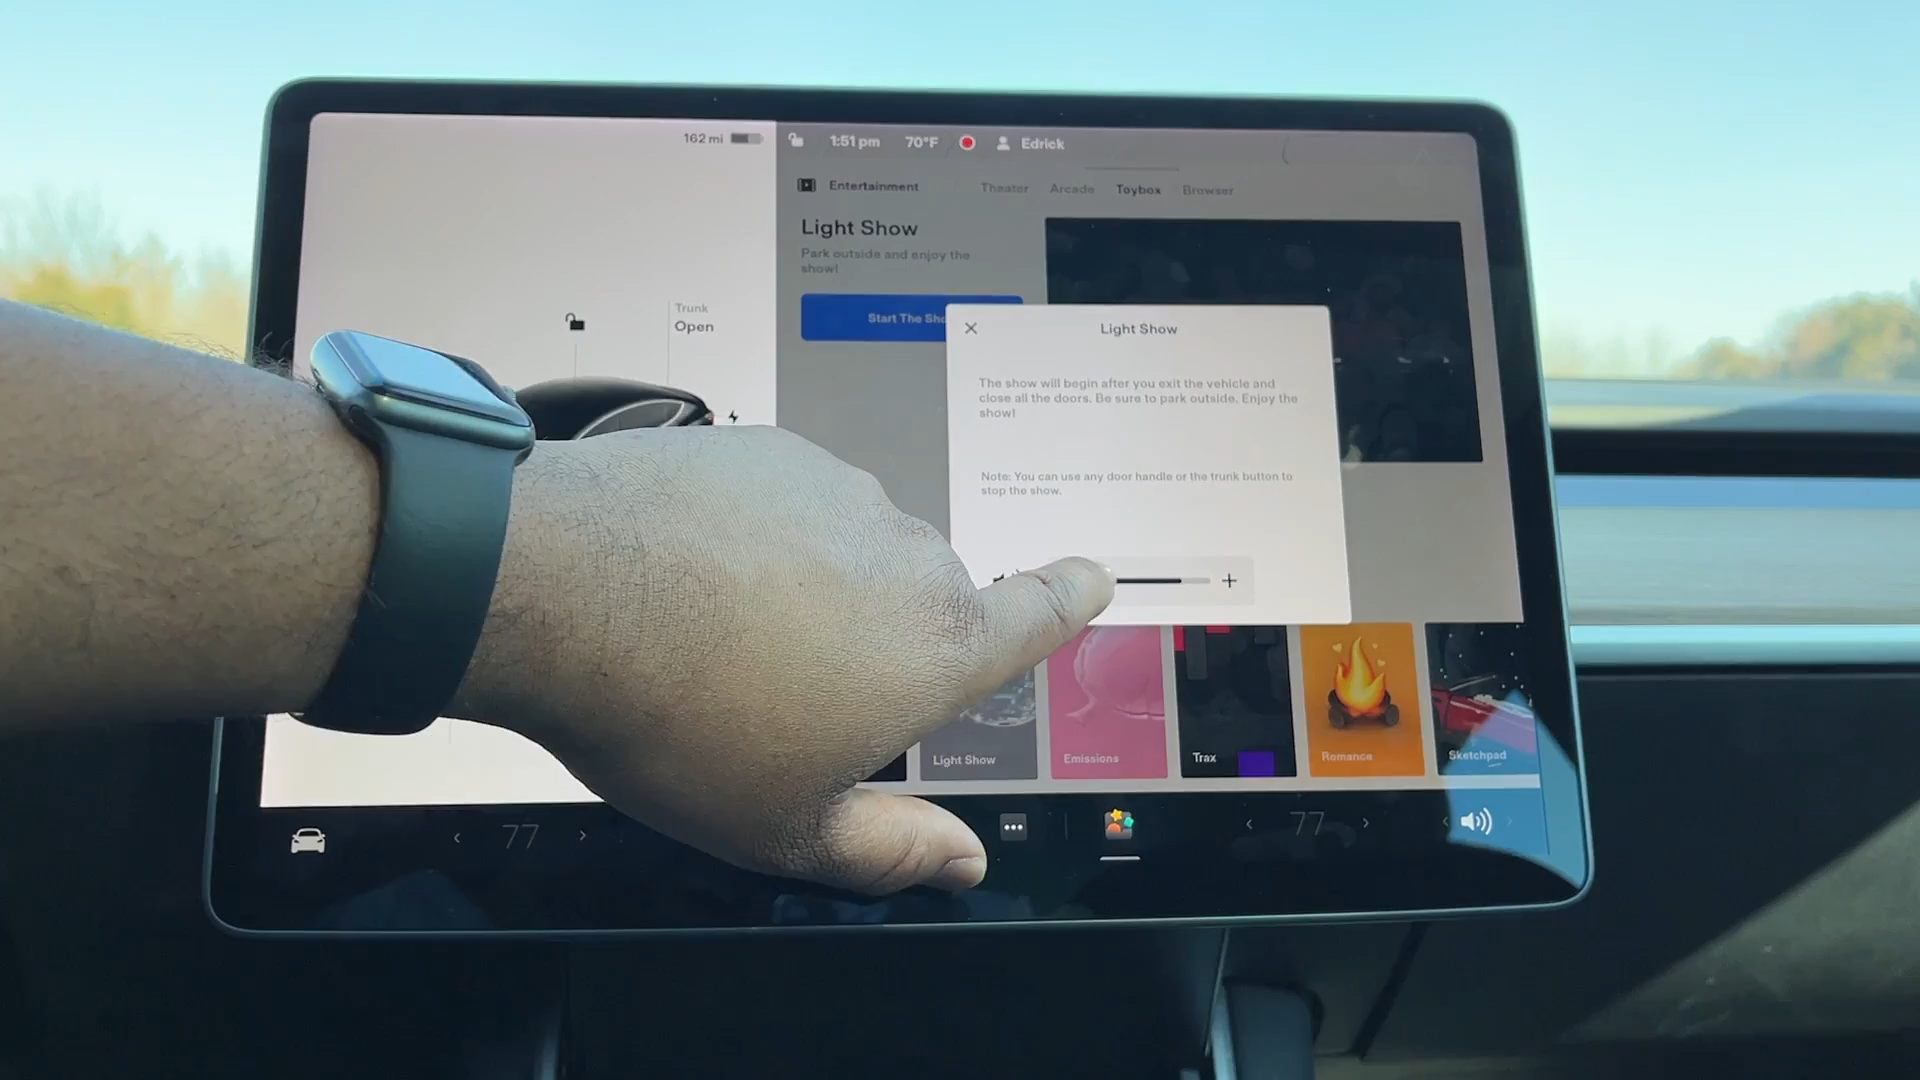 162 mi
1:51 pm 70°F Edrick
Entertainment Theater Arcade Toybox Browser
Light Show
Park outside and enjoy the
show!
Start The Sho
Trunk
Open
Light Show
The show will begin after you exit the vehicle and
close all the doors. Be sure to park outside. Enjoy the
show!
Note: You can use any door handle or the trunk button to
stop the show.
Light Show Emissions Trax Romance Sketchpad
77 77